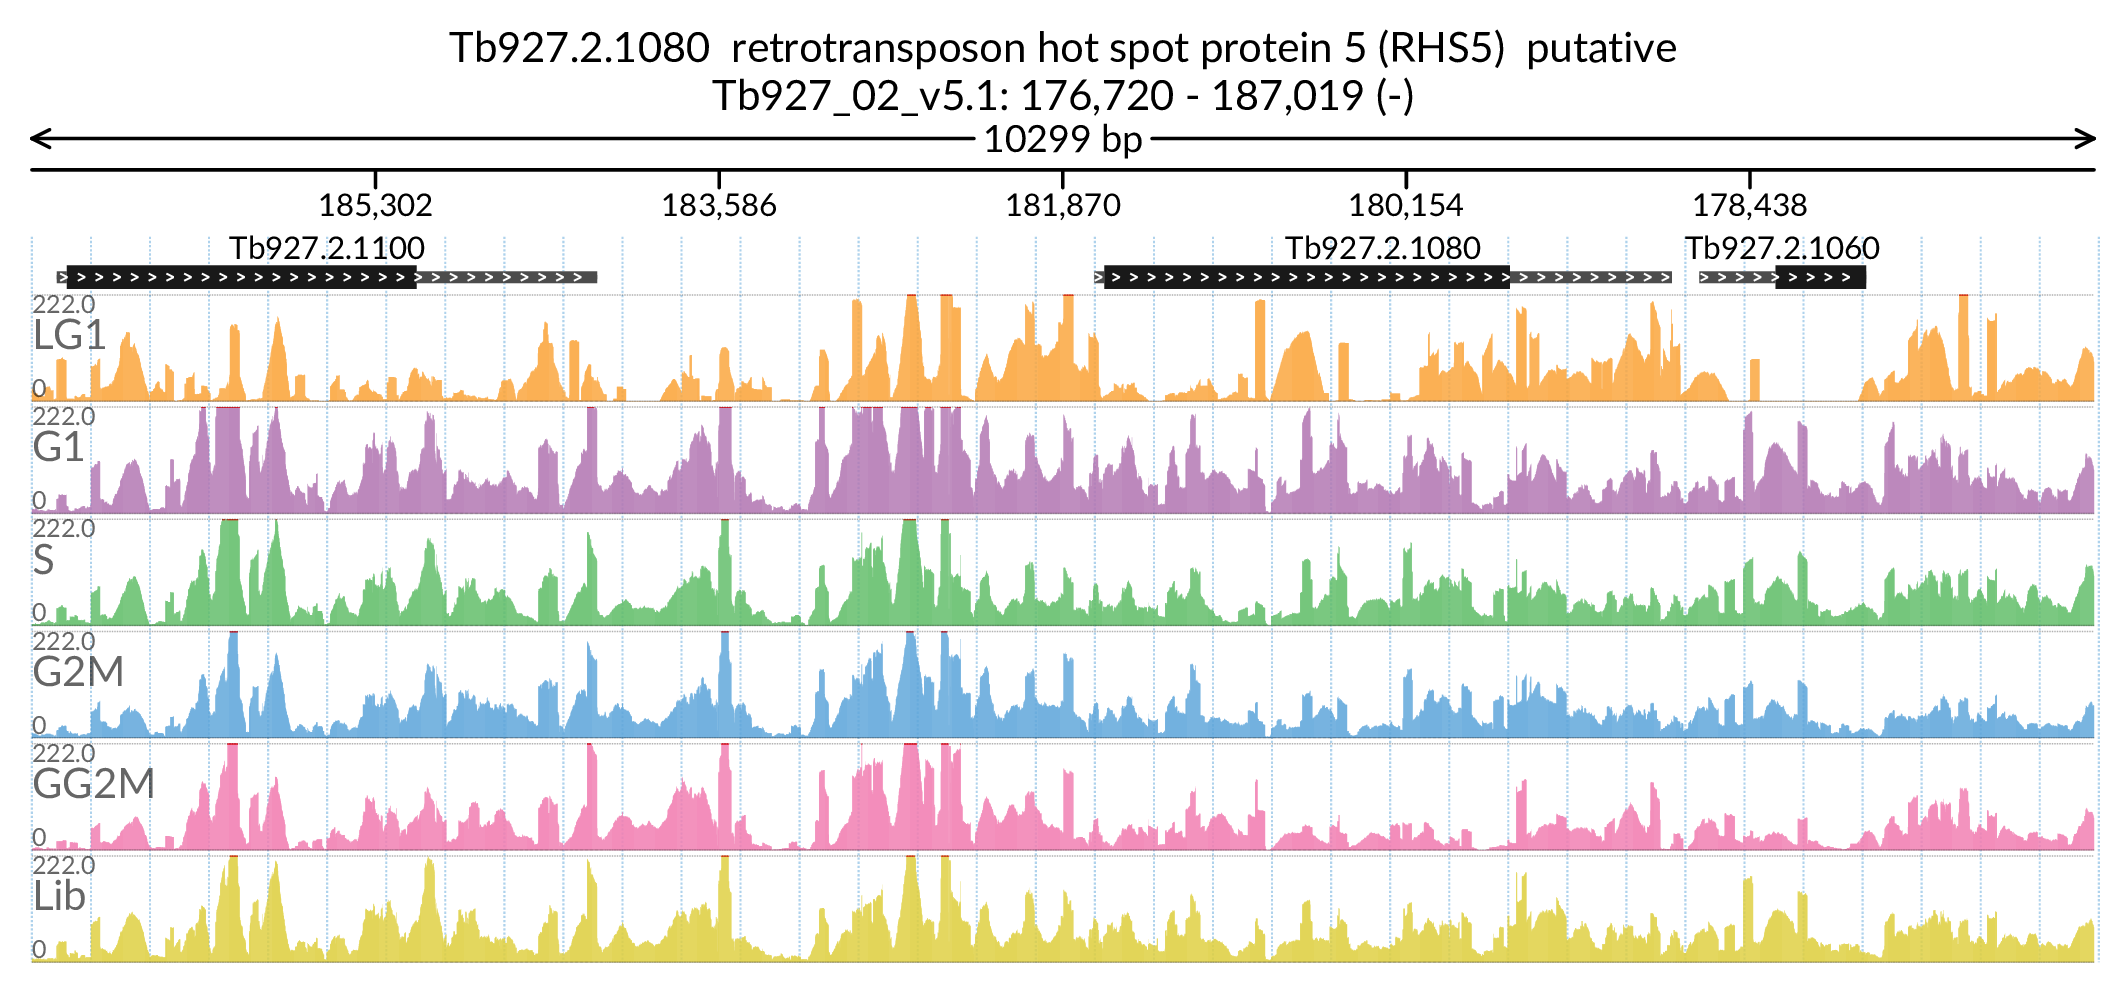 Tb927.2.1080 retrotransposon hot spot protein 5 (RHS5) putative
Tb927_02_v5.1: 176,720 - 187,019 (-)
10299 bp
185,302 183,586 181,870 180,154 178,438
Tb927.2.1100 Tb927.2.1080 Tb927.2.1060
222.0
LG1
0
222.0
G1
0
222.0
S
0
222.0
G2M
0
222.0
GG2M
0
222.0
Lib
0